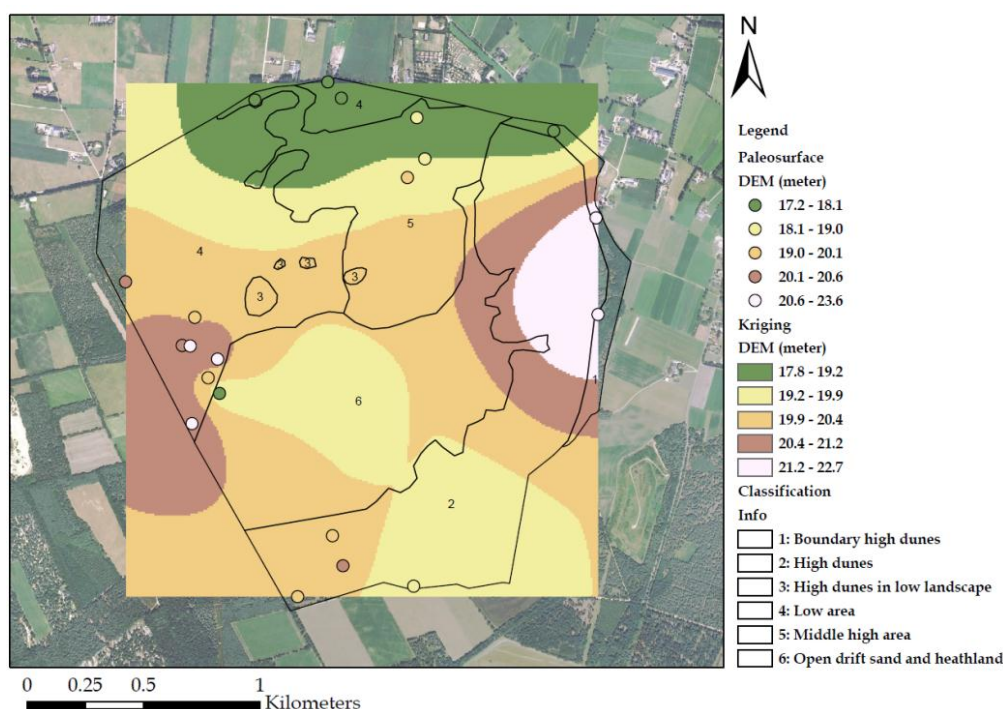 N
Legend
Paleosurface
DEM (meter)
17.2 - 18.1
18.1 - 19.0
19.0 - 20.1
20.1 - 20.6
20.6 - 23.6
Kriging
DEM (meter)
17.8 - 19.2
19.2 - 19.9
19.9 - 20.4
20.4 - 21.2
21.2 - 22.7
Classification
Info
1: Boundary high dunes
2: High dunes
3: High dunes in low landscape
4: Low area
5: Middle high area
6: Open drift sand and heathland
4
5
4
3
3
3
3
1
6
2
0 0.25 0.5 1
Kilometers